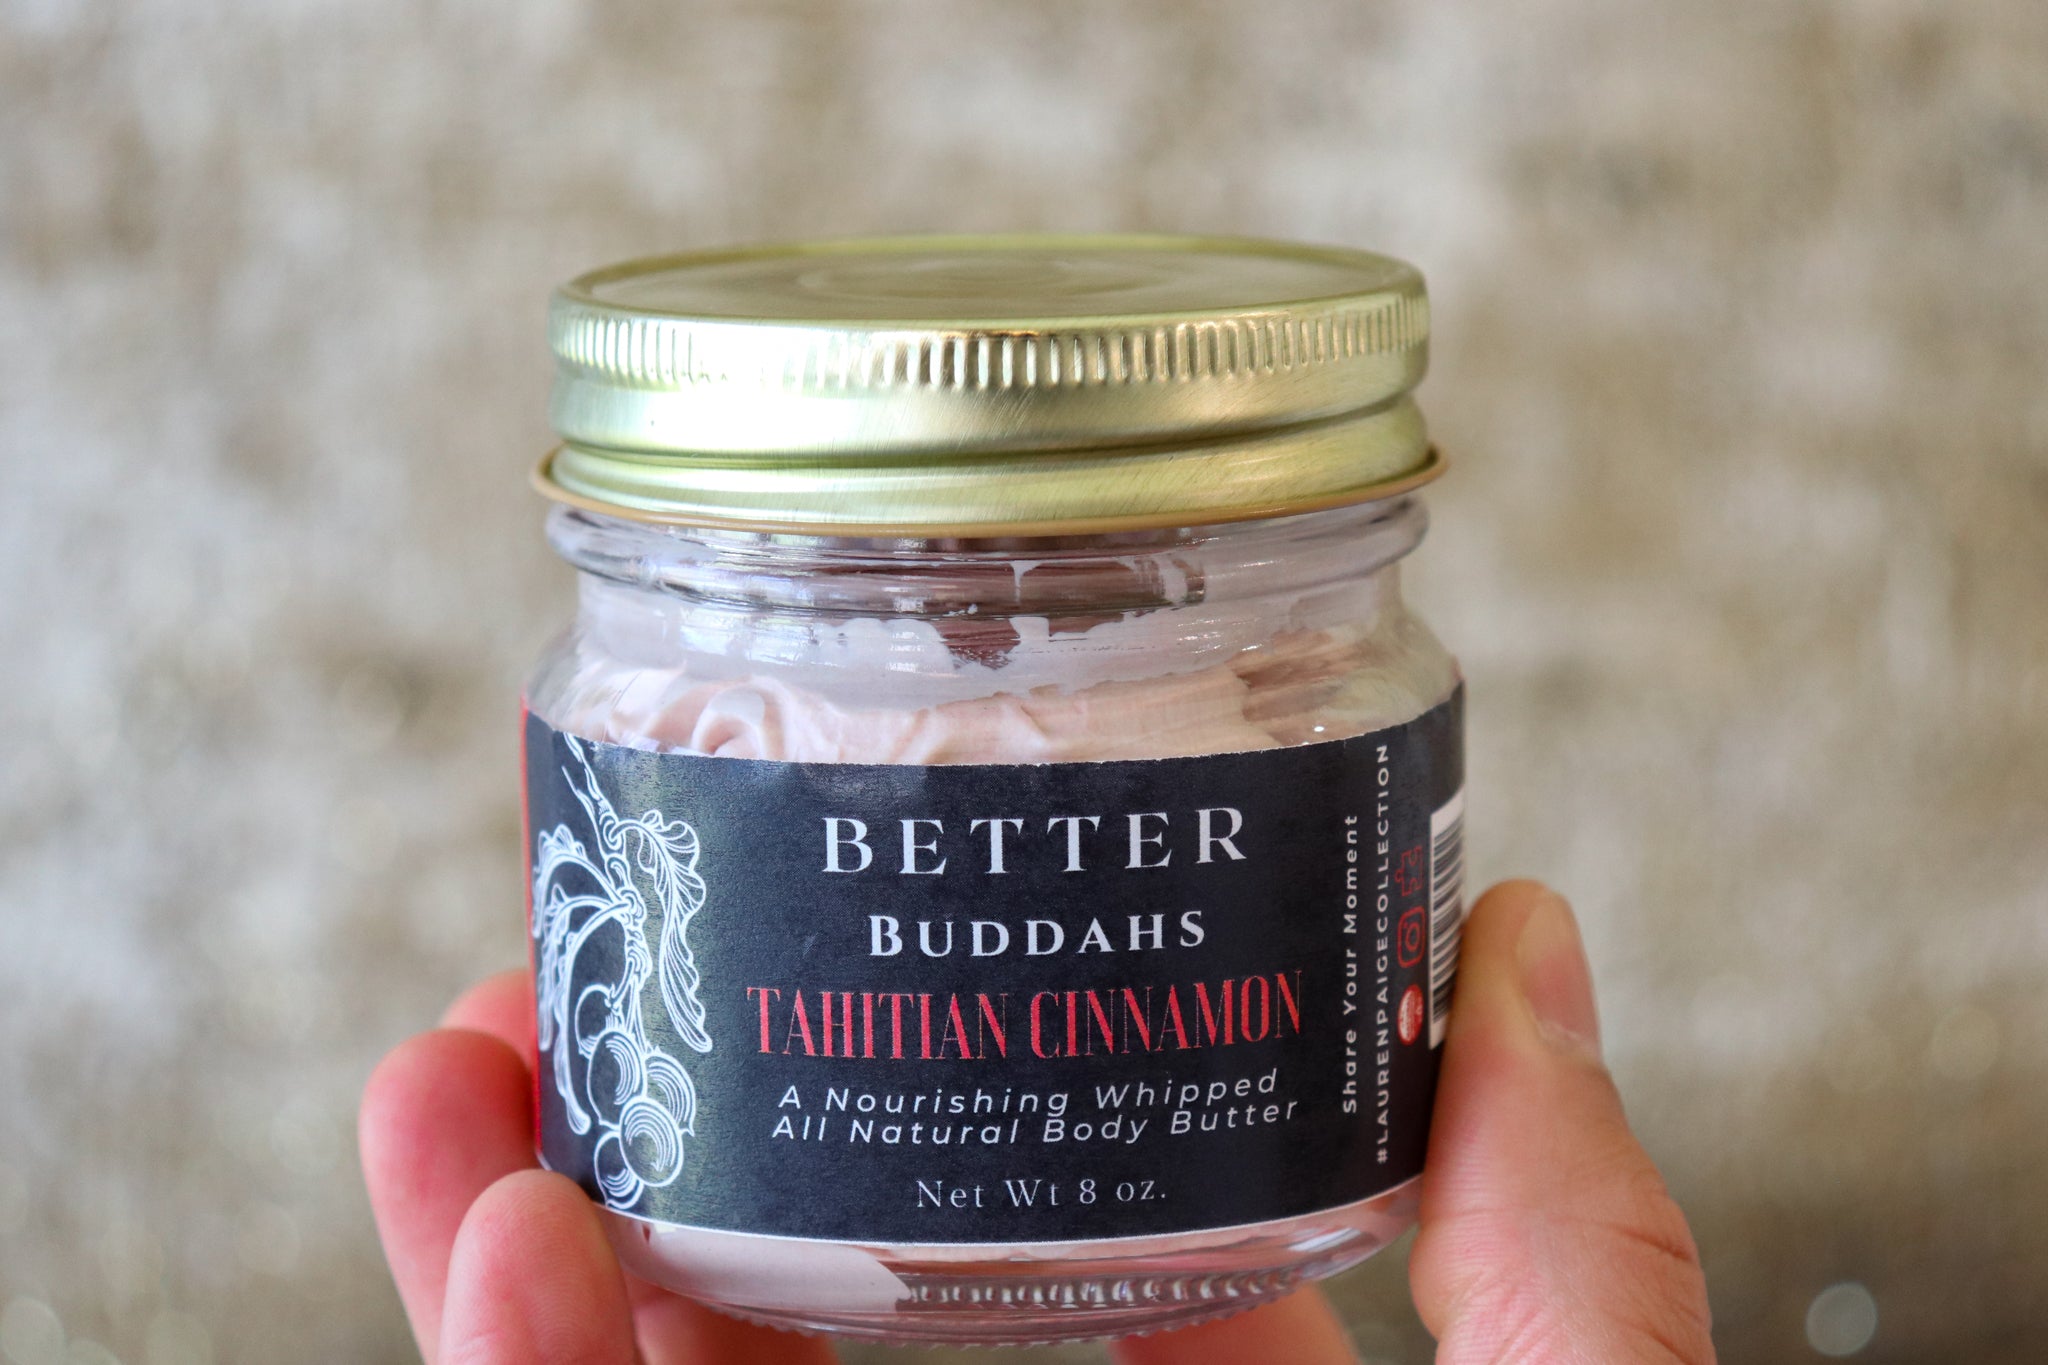 BETTER
BUDDAHS
TAHITIAN CINNAMON
A Nourishing Whipped
All Natural Body Butter
Net Wt 8 oz.
Share Your Moment
#LAURENPAIGECOLLECTION